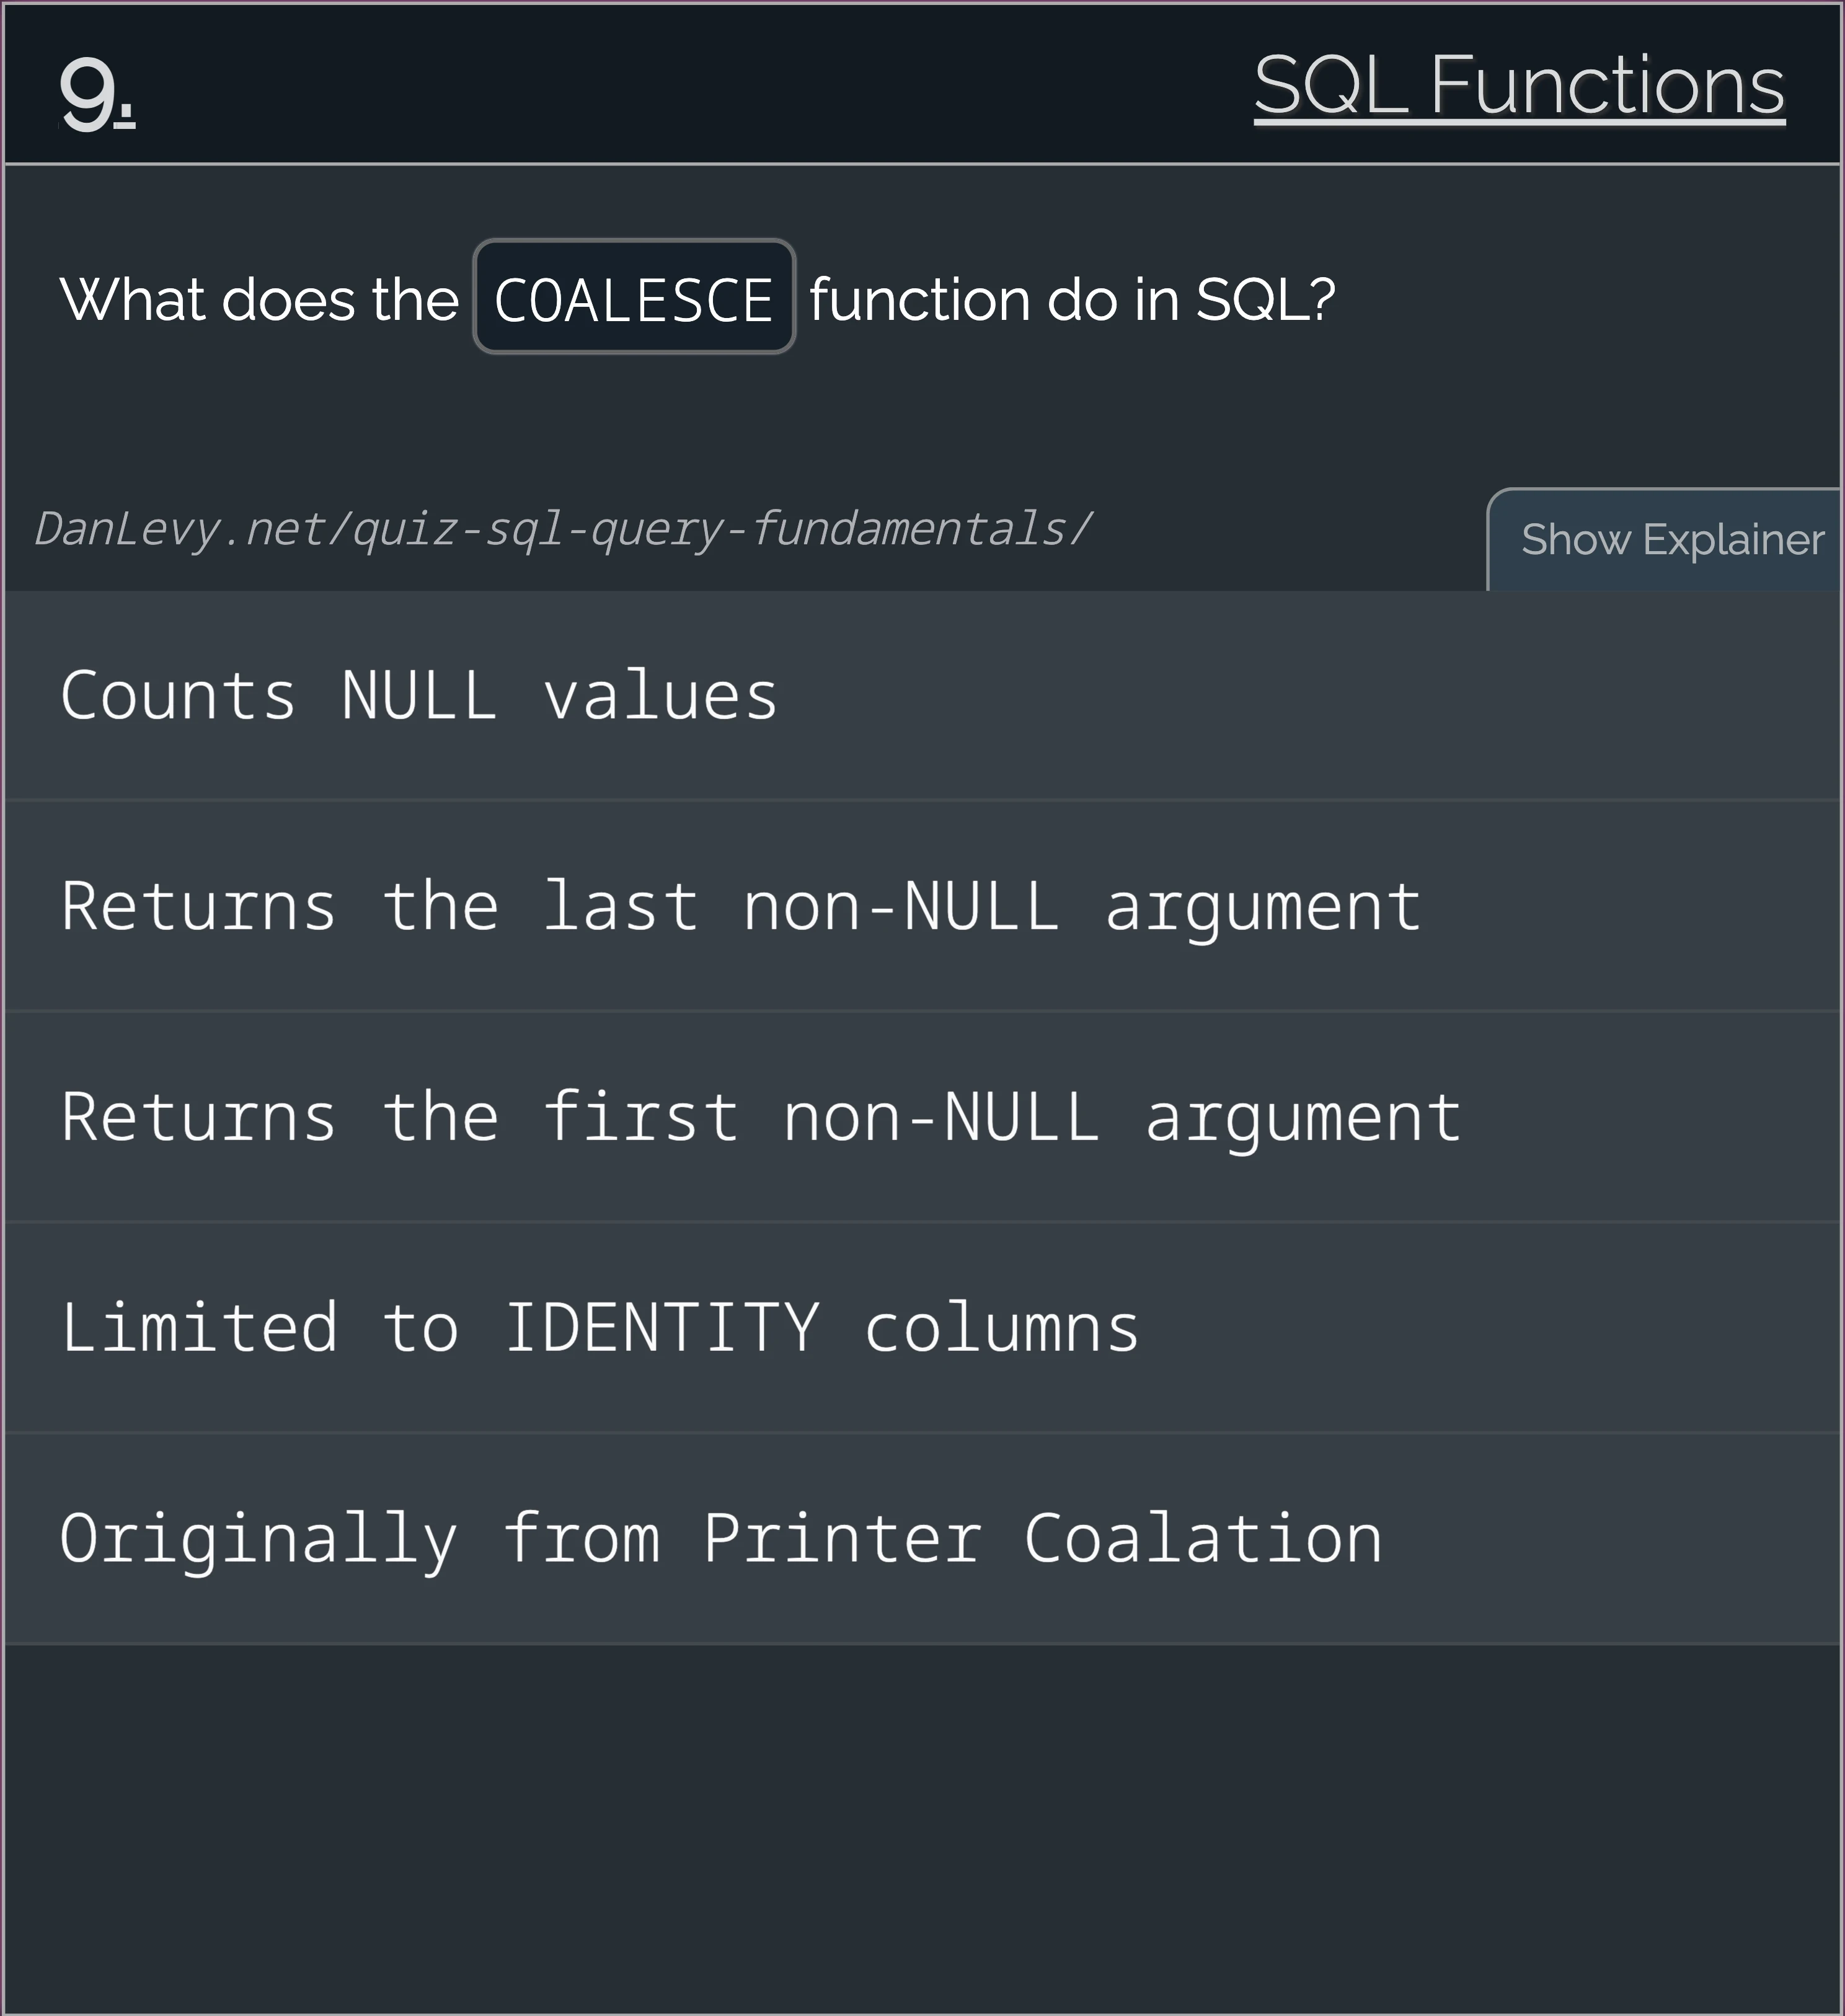 9.
SQL Functions
What does the COALESCE function do in SQL?
DanLevy.net/quiz-sql-query-fundamentals/
Show Explainer
Counts NULL values
Returns the last non-NULL argument
Returns the first non-NULL argument
Limited to IDENTITY columns
Originally from Printer Coalation